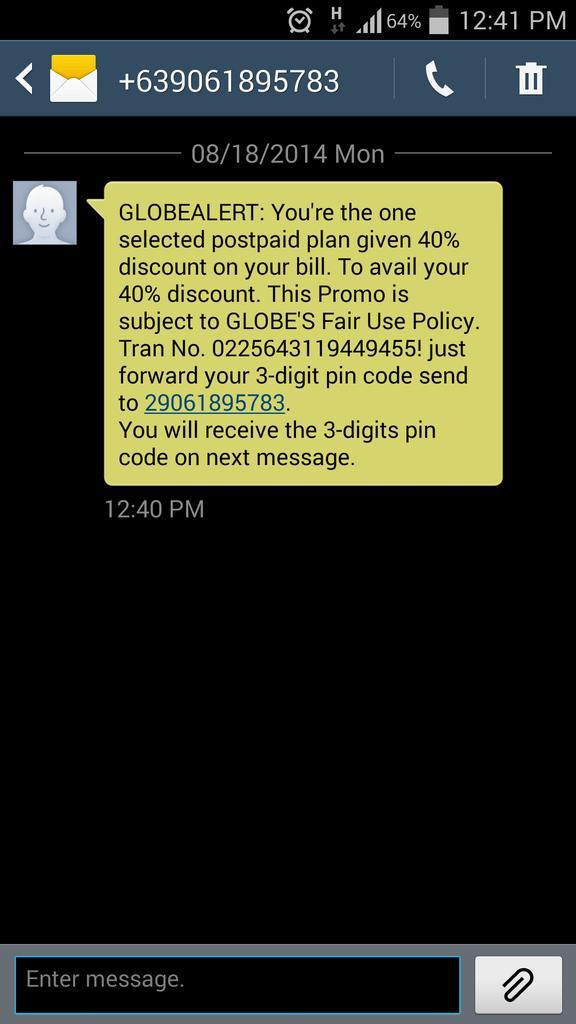 H 64% 12:41 PM
+639061895783
08/18/2014 Mon
GLOBEALERT: You're the one
selected postpaid plan given 40%
discount on your bill. To avail your
40% discount. This Promo is
subject to GLOBE'S Fair Use Policy.
Tran No. 0225643119449455! just
forward your 3-digit pin code send
to 29061895783.
You will receive the 3-digits pin
code on next message.
12:40 PM
Enter message.